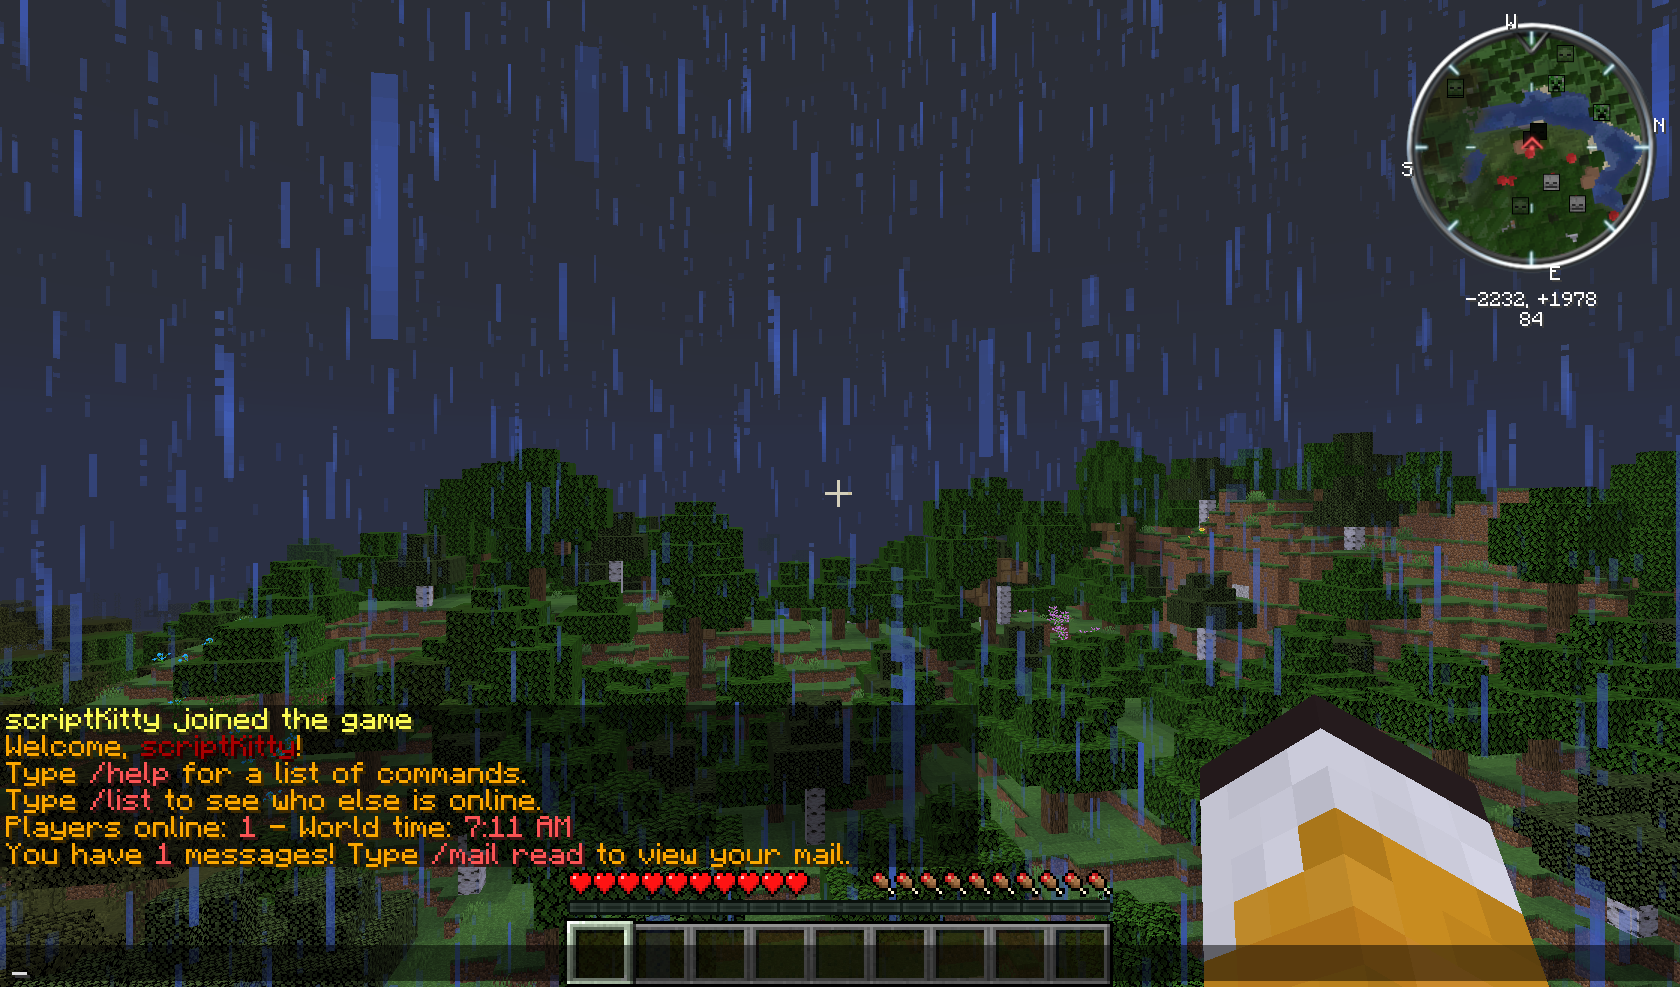 W
N
S
E
-2232, +1978
84
scriptKitty joined the game
Welcome, scriptKitty!
Type /help for a list of commands.
Type /list to see who else is online.
Players online: 1 - World time: 7:11 AM
You have 1 messages! Type /mail read to view your mail.
_